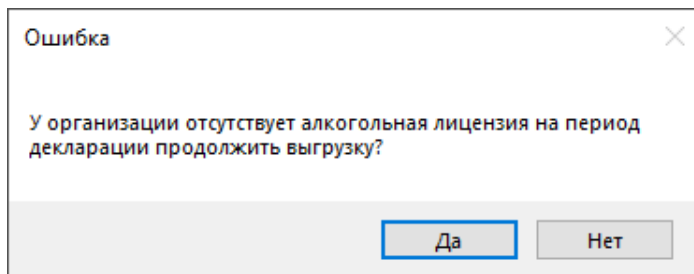 Ошибка
У организации отсутствует алкогольная лицензия на период
декларации продолжить выгрузку?
Да
Нет